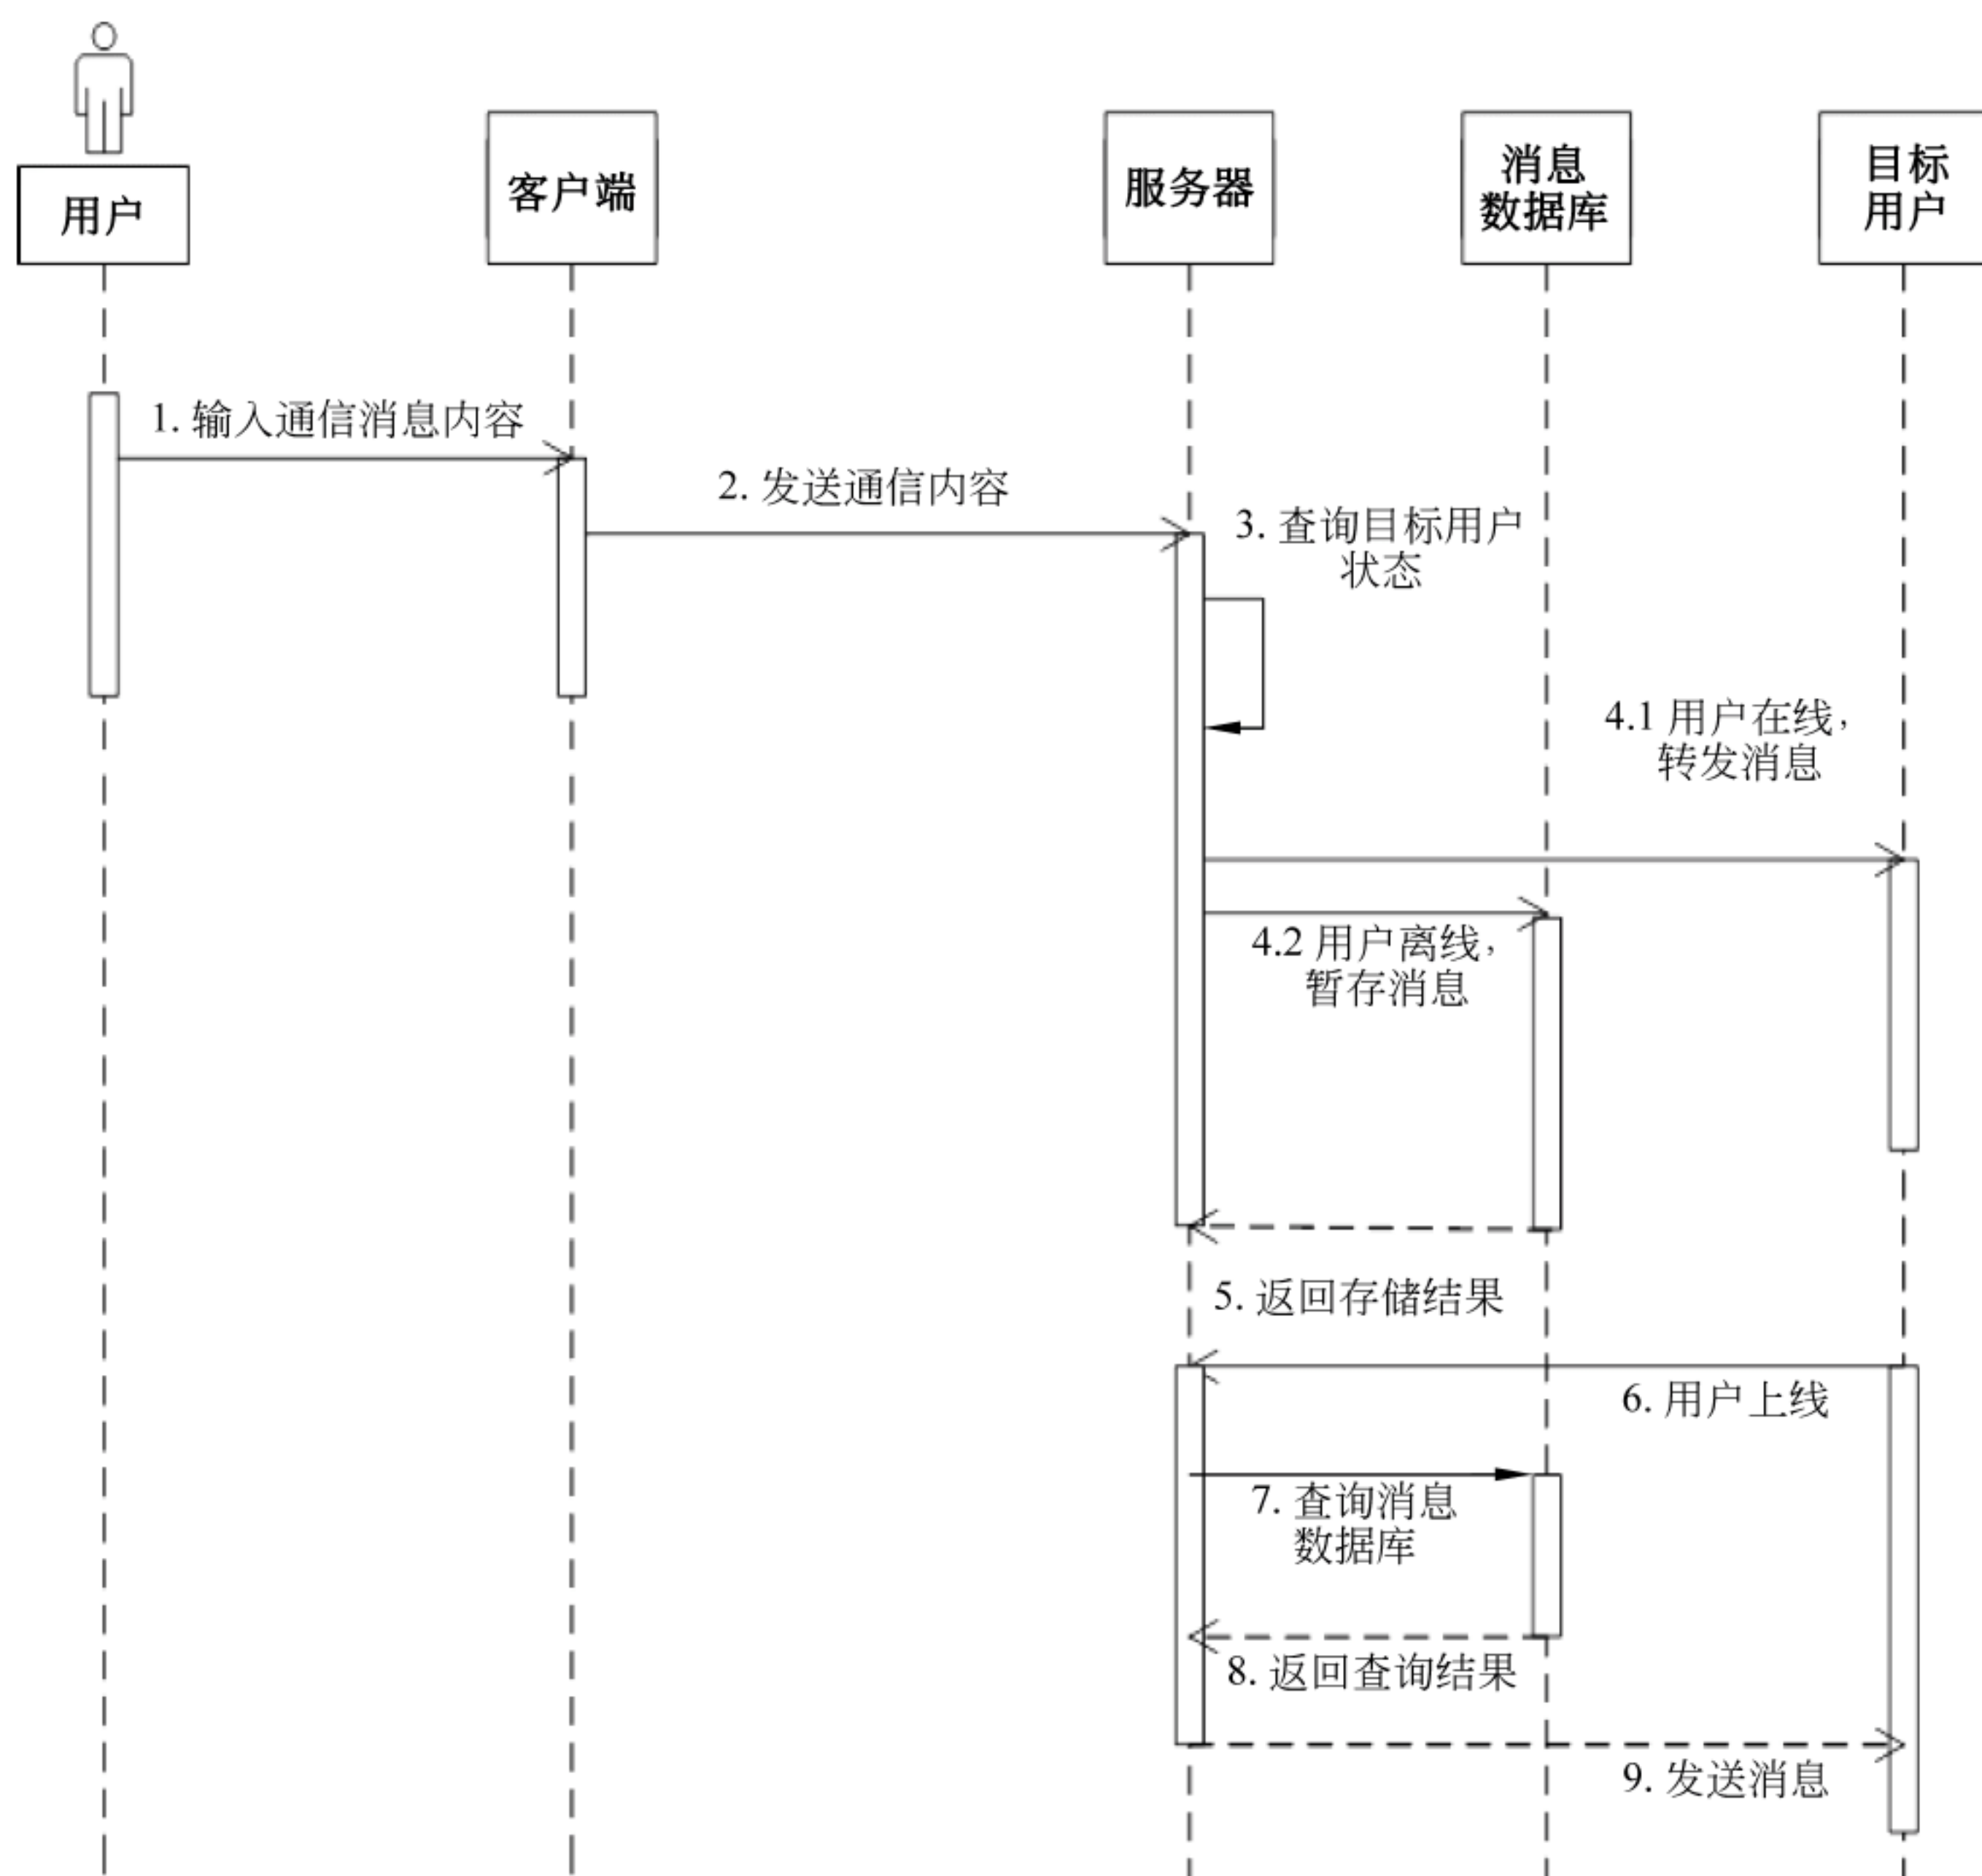 用户
客户端
服务器
消息
数据库
目标
用户
1. 输入通信消息内容
2. 发送通信内容
3. 查询目标用户
状态
4.1 用户在线，
转发消息
4.2 用户离线，
暂存消息
5. 返回存储结果
6. 用户上线
7. 查询消息
数据库
8. 返回查询结果
9. 发送消息